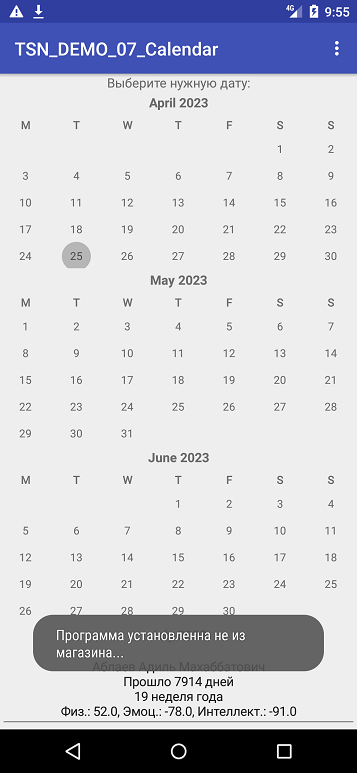 9:55
TSN_DEMO_07_Calendar
Выберите нужную дату:
April 2023
M T W T F S S
1 2
3 4 5 6 7 8 9
10 11 12 13 14 15 16
17 18 19 20 21 22 23
24 25 26 27 28 29 30
May 2023
M T W T F S S
1 2 3 4 5 6 7
8 9 10 11 12 13 14
15 16 17 18 19 20 21
22 23 24 25 26 27 28
29 30 31
June 2023
M T W T F S S
1 2 3 4
5 6 7 8 9 10 11
12 13 14 15 16 17 18
19 20 21 22 23 24 25
26 27 28 29 30
Программа установленна не из
магазина...
Аблаев Адиль Махаббатович
Прошло 7914 дней
19 неделя года
Физ.: 52.0, Эмоц.: -78.0, Интеллект.: -91.0